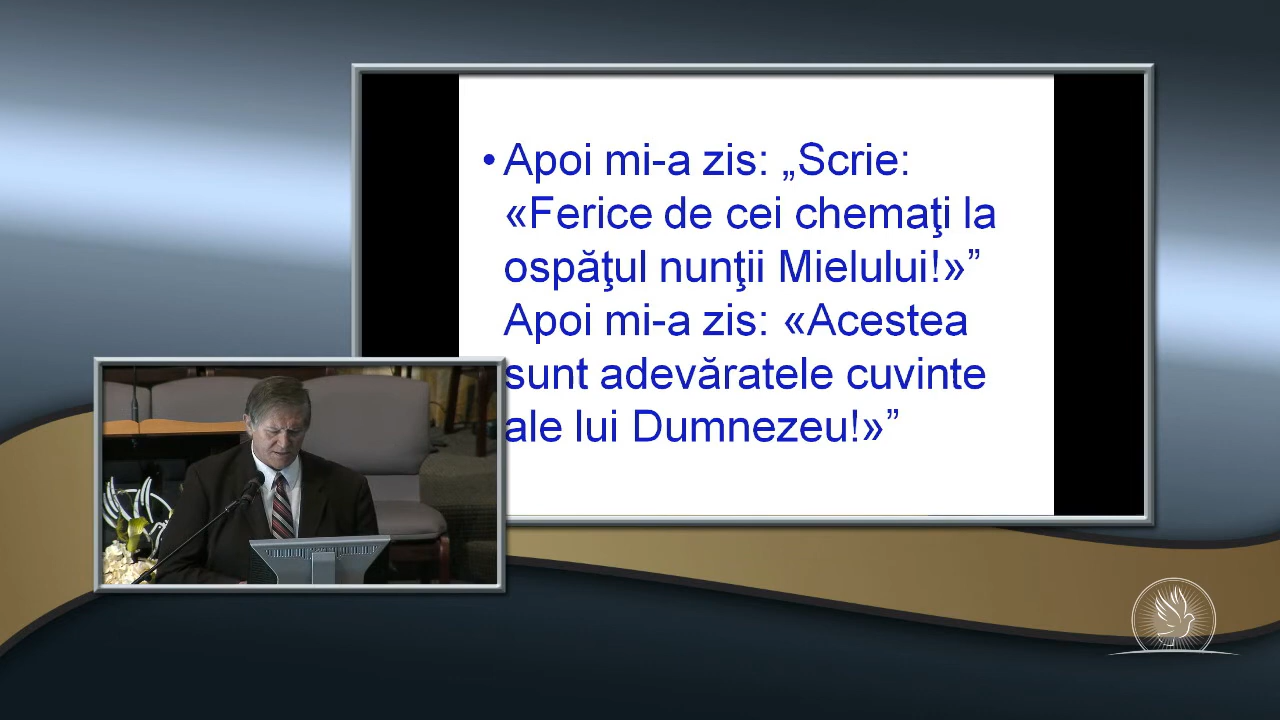 • Apoi mi-a zis: „Scrie:
«Ferice de cei chemaţi la
ospăţul nunţii Mielului!»”
Apoi mi-a zis: «Acestea
sunt adevăratele cuvinte
ale lui Dumnezeu!»”